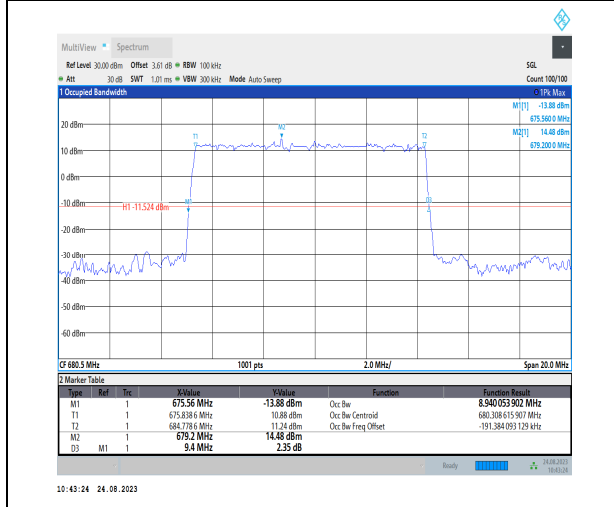 MultiView Spectrum
Ref Level 30.00 dBm Offset 3.61 dB RBW 100 kHz SGL
Att 30 dB SWT 1.01 ms VBW 300 kHz Mode Auto Sweep Count 100/100
1 Occupied Bandwidth 1Pk Max
M1[1] -13.88 dBm
675.560 0 MHz
M2[1] 14.48 dBm
679.200 0 MHz
20 dBm
T1 M2 T2
10 dBm
0 dBm
-10 dBm
M1 D3
H1 -11.524 dBm
-20 dBm
-30 dBm
-40 dBm
-50 dBm
-60 dBm
CF 680.5 MHz 1001 pts 2.0 MHz/ Span 20.0 MHz
2 Marker Table
Type Ref Trc X-Value Y-Value Function Function Result
M1 1 675.56 MHz -13.88 dBm Occ Bw 8.940 053 902 MHz
T1 1 675.838 6 MHz 10.88 dBm Occ Bw Centroid 680.308 615 907 MHz
T2 1 684.778 6 MHz 11.24 dBm Occ Bw Freq Offset -191.384 093 129 kHz
M2 1 679.2 MHz 14.48 dBm
D3 M1 1 9.4 MHz 2.35 dB
Ready 24.08.2023
10:43:24
10:43:24 24.08.2023